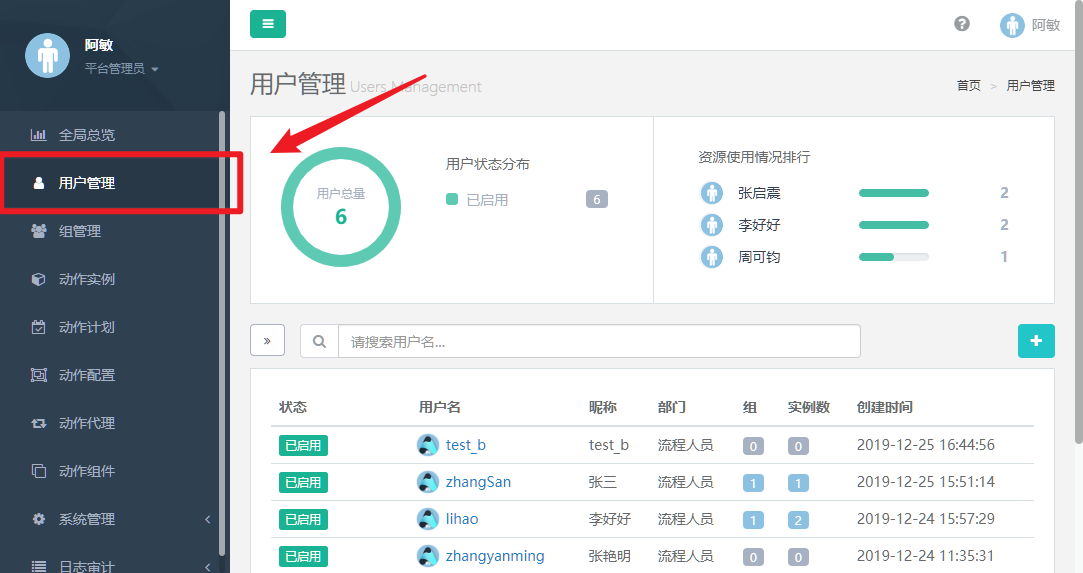 阿敏
平台管理员
全局总览
用户管理
组管理
动作实例
动作计划
动作配置
动作代理
动作组件
系统管理
日志审计
阿敏
用户管理 Users Management
首页 > 用户管理
用户总量
6
用户状态分布
已启用 6
资源使用情况排行
张启震 2
李好好 2
周可钧 1
» 请搜索用户名...
状态 用户名 昵称 部门 组 实例数 创建时间
已启用 test_b test_b 流程人员 0 0 2019-12-25 16:44:56
已启用 zhangSan 张三 流程人员 1 1 2019-12-25 15:51:14
已启用 lihao 李好好 流程人员 1 2 2019-12-24 15:57:29
已启用 zhangyanming 张艳明 流程人员 0 0 2019-12-24 11:35:31